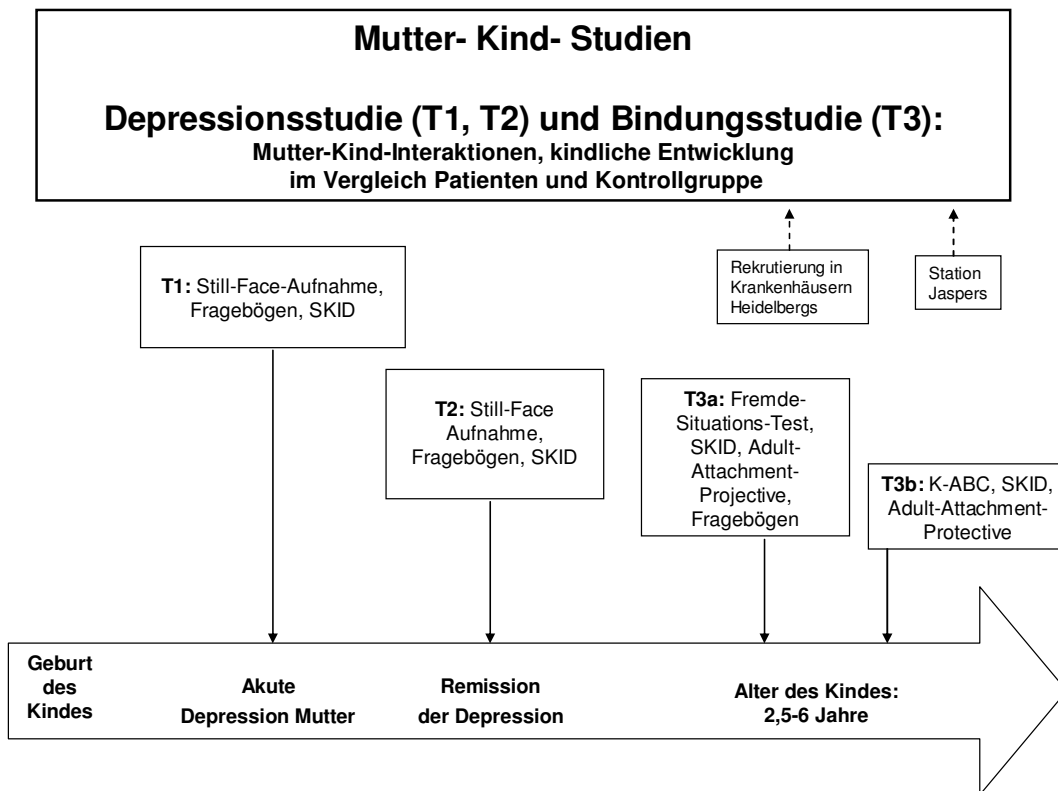 Mutter- Kind- Studien
Depressionsstudie (T1, T2) und Bindungsstudie (T3):
Mutter-Kind-Interaktionen, kindliche Entwicklung
im Vergleich Patienten und Kontrollgruppe
Rekrutierung in
Krankenhäusern
Heidelbergs
Station
Jaspers
T1: Still-Face-Aufnahme,
Fragebögen, SKID
T2: Still-Face
Aufnahme,
Fragebögen, SKID
T3a: Fremde-
Situations-Test,
SKID, Adult-
Attachment-
Projective,
Fragebögen
T3b: K-ABC, SKID,
Adult-Attachment-
Protective
Geburt
des
Kindes
Akute
Depression Mutter
Remission
der Depression
Alter des Kindes:
2,5-6 Jahre